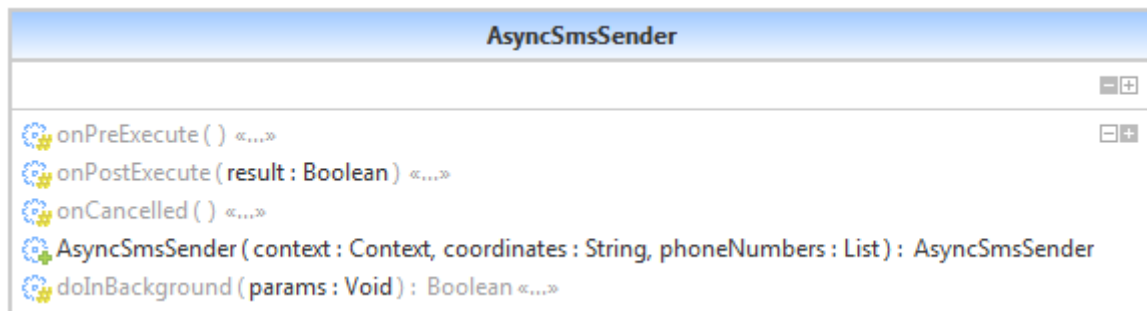 AsyncSmsSender
onPreExecute ( ) «...»
onPostExecute ( result : Boolean ) «...»
onCancelled ( ) «...»
AsyncSmsSender ( context : Context, coordinates : String, phoneNumbers : List ) : AsyncSmsSender
doInBackground ( params : Void ) : Boolean «...»